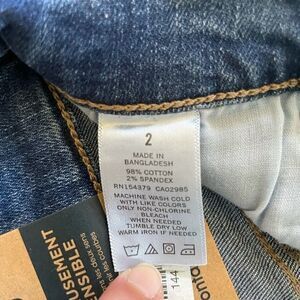 2
MADE IN
BANGLADESH
98% COTTON
2% SPANDEX
RN154379 CA02985
MACHINE WASH COLD
WITH LIKE COLORS
ONLY NON-CHLORINE
BLEACH
WHEN NEEDED
TUMBLE DRY LOW
WARM IRON IF NEEDED
144